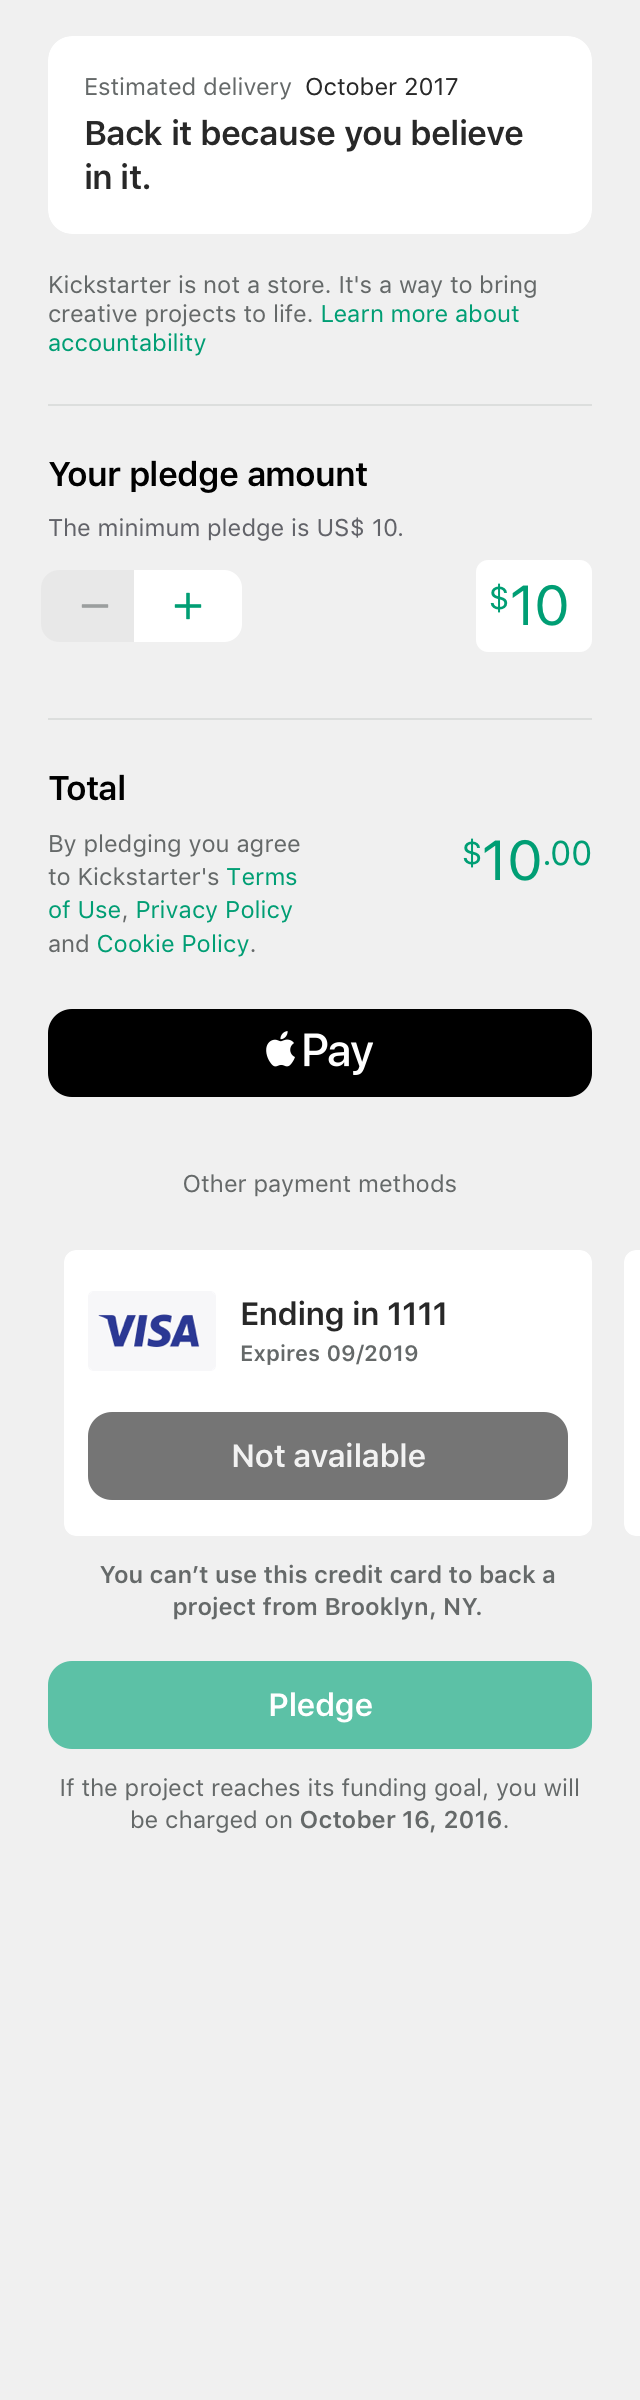 Estimated delivery October 2017
Back it because you believe
in it.
Kickstarter is not a store. It's a way to bring
creative projects to life. Learn more about
accountability
Your pledge amount
The minimum pledge is US$ 10.
− +
$10
Total
By pledging you agree
to Kickstarter's Terms
of Use, Privacy Policy
and Cookie Policy.
$10.00
Pay
Other payment methods
VISA
Ending in 1111
Expires 09/2019
Not available
You can’t use this credit card to back a
project from Brooklyn, NY.
Pledge
If the project reaches its funding goal, you will
be charged on October 16, 2016.